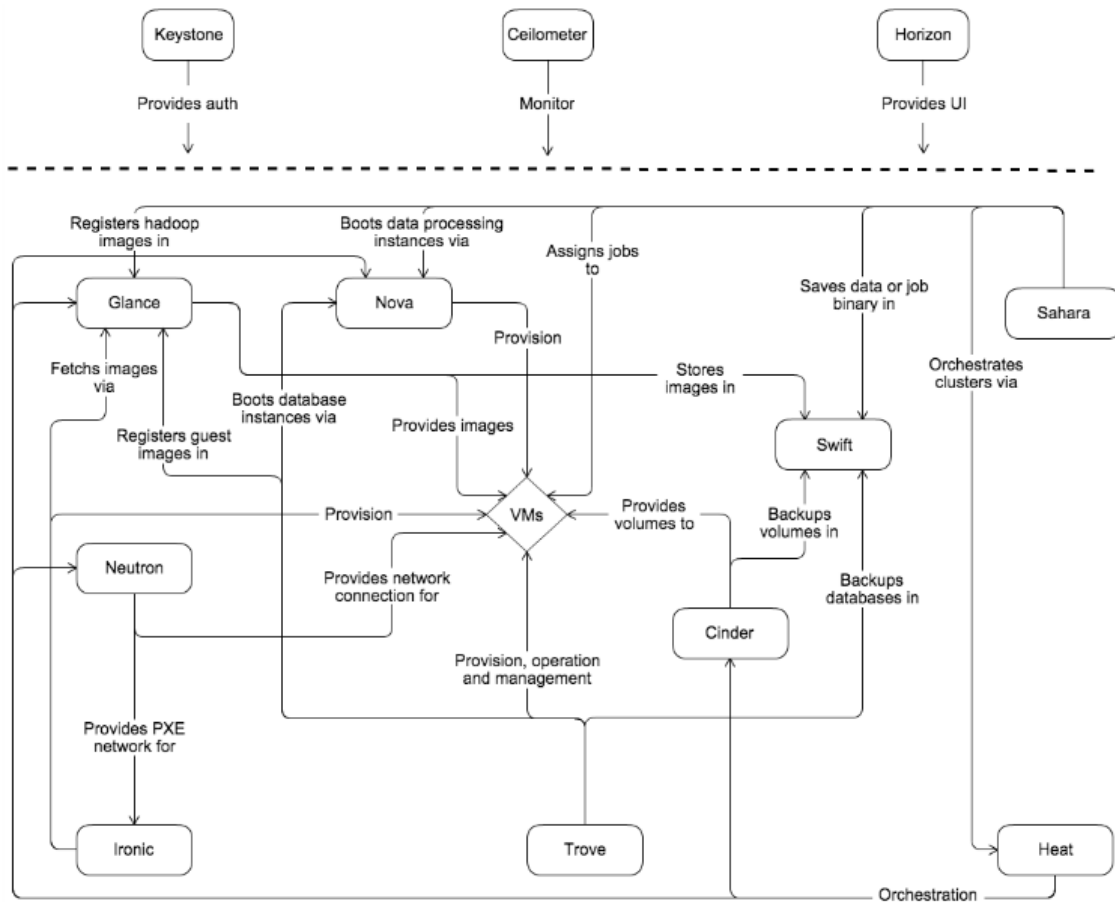 Keystone
Ceilometer
Horizon
Provides auth
Monitor
Provides UI
Registers hadoop
images in
Boots data processing
instances via
Assigns jobs
to
Saves data or job
binary in
Glance
Nova
Sahara
Provision
Fetchs images
via
Stores
images in
Orchestrates
clusters via
Boots database
instances via
Registers guest
images in
Provides images
Swift
Provision
VMs
Provides
volumes to
Backups
volumes in
Neutron
Provides network
connection for
Backups
databases in
Cinder
Provision, operation
and management
Provides PXE
network for
Ironic
Trove
Heat
Orchestration